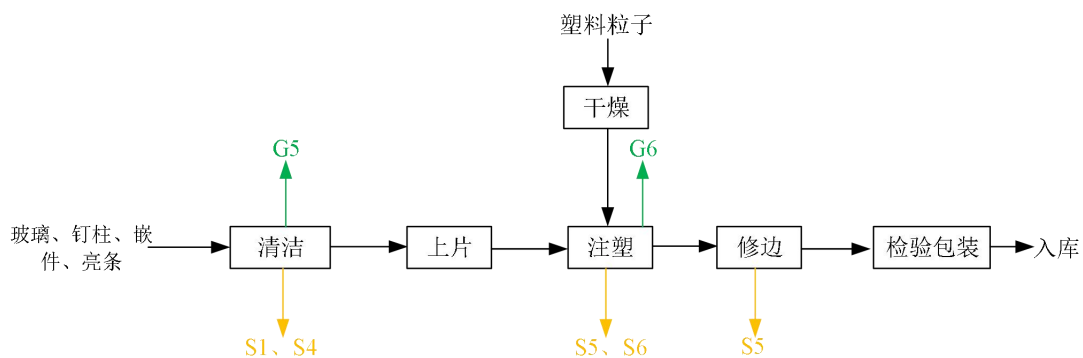 塑料粒子
干燥
G5
G6
玻璃、钉柱、嵌
件、亮条
清洁
上片
注塑
修边
检验包装
入库
S1、S4
S5、S6
S5